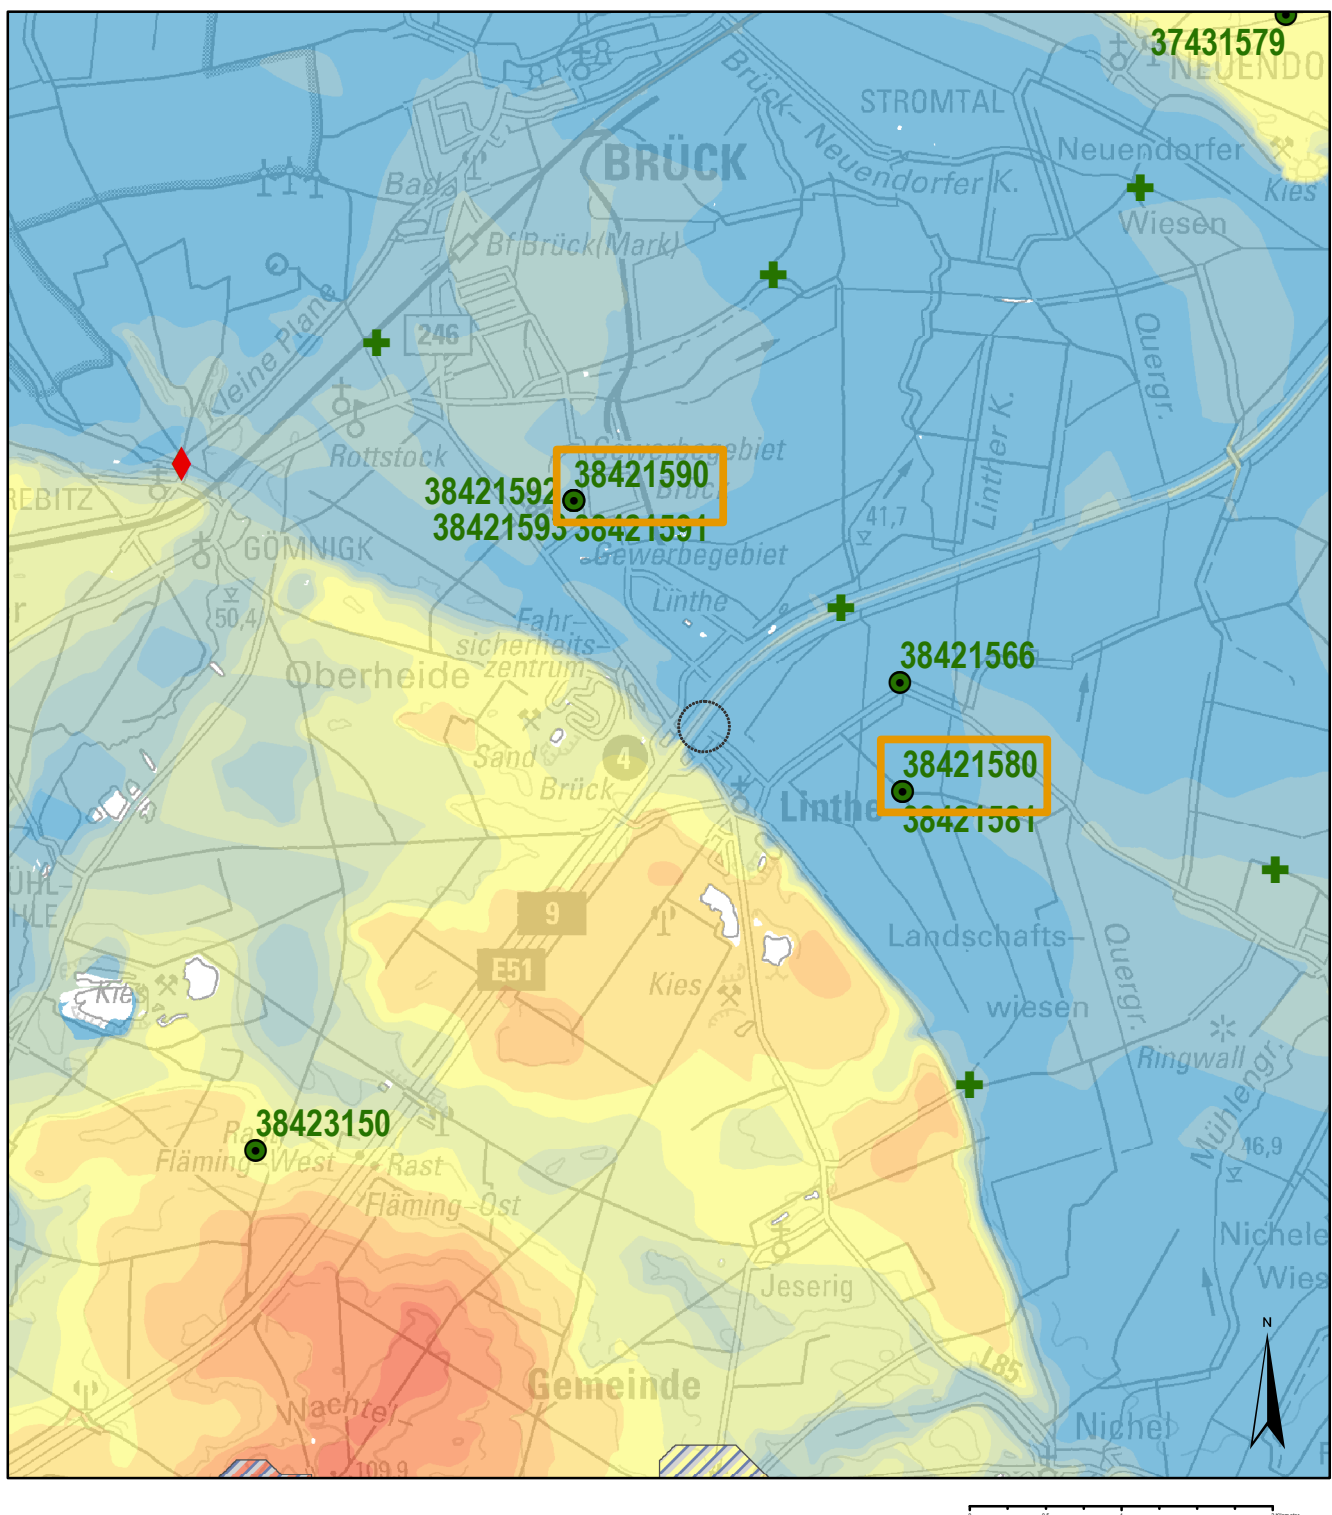 37431579
NEUENDO
STROMTAL
BRÜCK
Brück-Neuendorfer K.
Neuendorfer
Wiesen
Kies
Bad
Bf Brück(Mark)
246
Kleine Plane
Quergr.
Linther K.
Rottstock
Gewerbegebiet
Brück
38421590
38421592
38421593 38421591
REBITZ
GÖMNIGK
41,7
Gewerbegebiet
Linthe
r
50,4
Fahr-
sicherheits-
zentrum
Oberheide
38421566
Sand
4
Brück
38421580
Linthe
38421581
ÜHL-
HLE
9
E51
Landschafts-
wiesen
Quergr.
Kies
Kies
Ringwall
Mühlengr.
46,9
38423150
Rast
Fläming-West
Rast
Fläming-Ost
Nichele
Wies
Jeserig
N
L85
Gemeinde
Wachtel-
Nichel
109,9